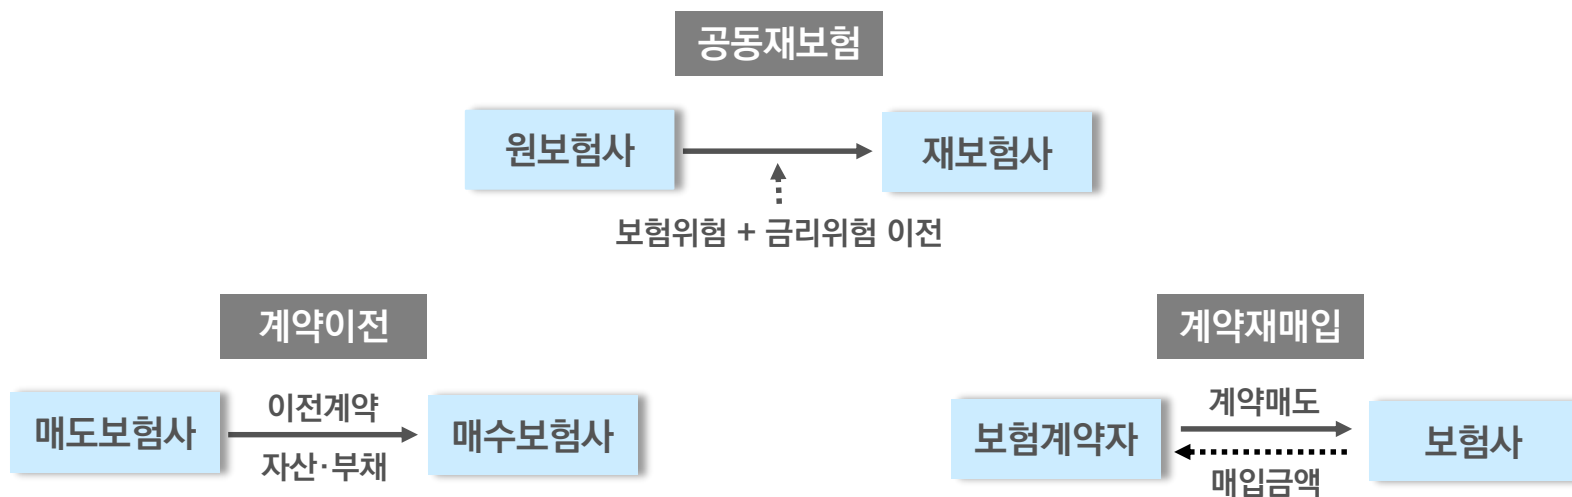 공동재보험
원보험사
재보험사
보험위험 + 금리위험 이전
계약이전
매도보험사
이전계약
자산·부채
매수보험사
계약재매입
보험계약자
계약매도
매입금액
보험사